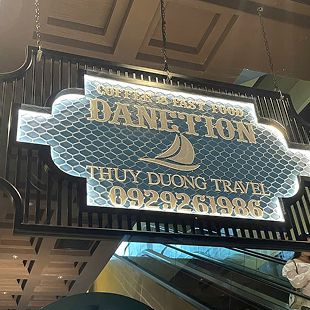 COFFEE & FAST FOOD
DANETION
THUY DUONG TRAVEL
0929261986